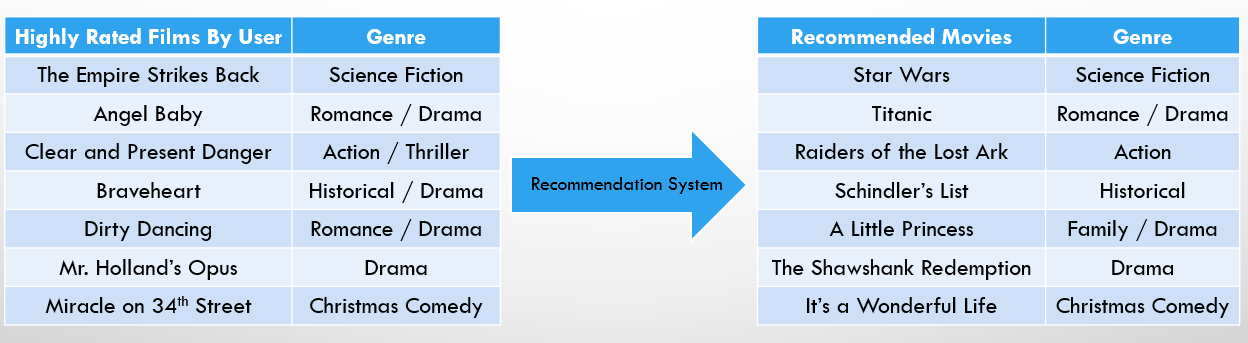 Highly Rated Films By User Genre
The Empire Strikes Back Science Fiction
Angel Baby Romance / Drama
Clear and Present Danger Action / Thriller
Braveheart Historical / Drama
Dirty Dancing Romance / Drama
Mr. Holland's Opus Drama
Miracle on 34th Street Christmas Comedy
Recommendation System
Recommended Movies Genre
Star Wars Science Fiction
Titanic Romance / Drama
Raiders of the Lost Ark Action
Schindler's List Historical
A Little Princess Family / Drama
The Shawshank Redemption Drama
It's a Wonderful Life Christmas Comedy